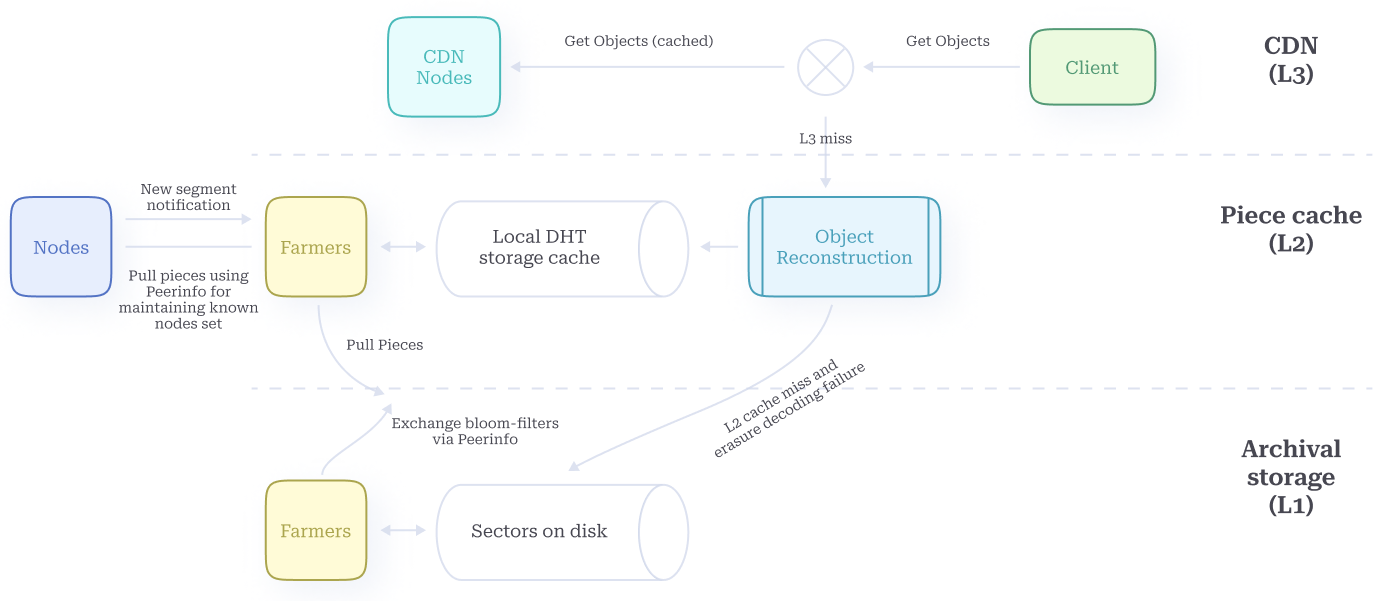 CDN
Nodes
Get Objects (cached)
Get Objects
Client
CDN
(L3)
L3 miss
Nodes
New segment
notification
Pull pieces using
Peerinfo for
maintaining known
nodes set
Farmers
Local DHT
storage cache
Object
Reconstruction
Piece cache
(L2)
Pull Pieces
L2 cache miss and
erasure decoding failure
Exchange bloom-filters
via Peerinfo
Farmers
Sectors on disk
Archival
storage
(L1)